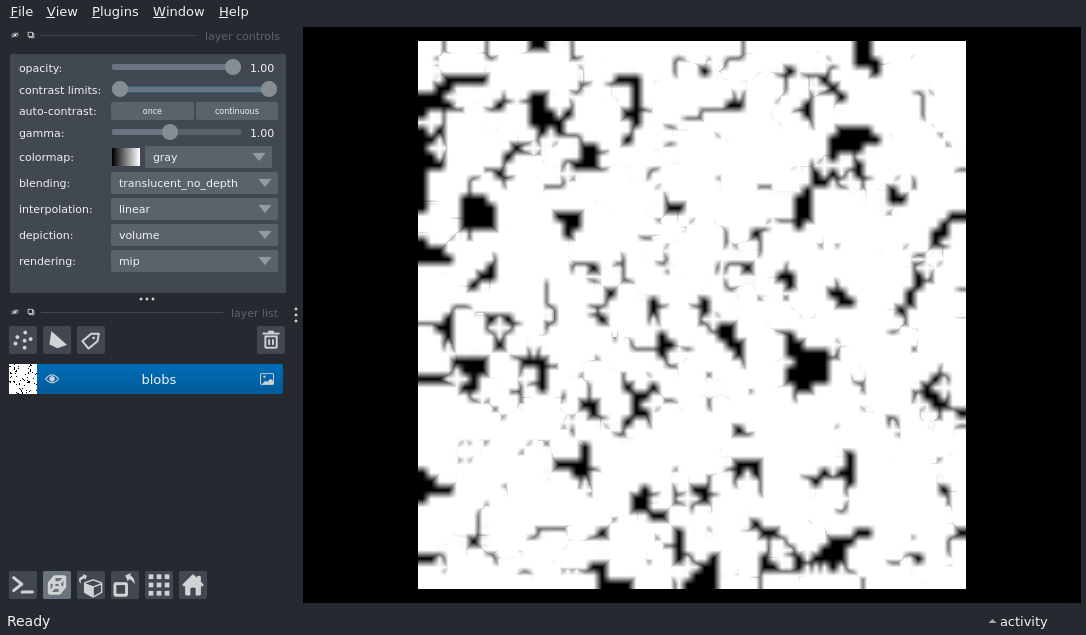 File View Plugins Window Help
layer controls
opacity: 1.00
contrast limits:
auto-contrast: once continuous
gamma: 1.00
colormap: gray
blending: translucent_no_depth
interpolation: linear
depiction: volume
rendering: mip
layer list
blobs
Ready activity